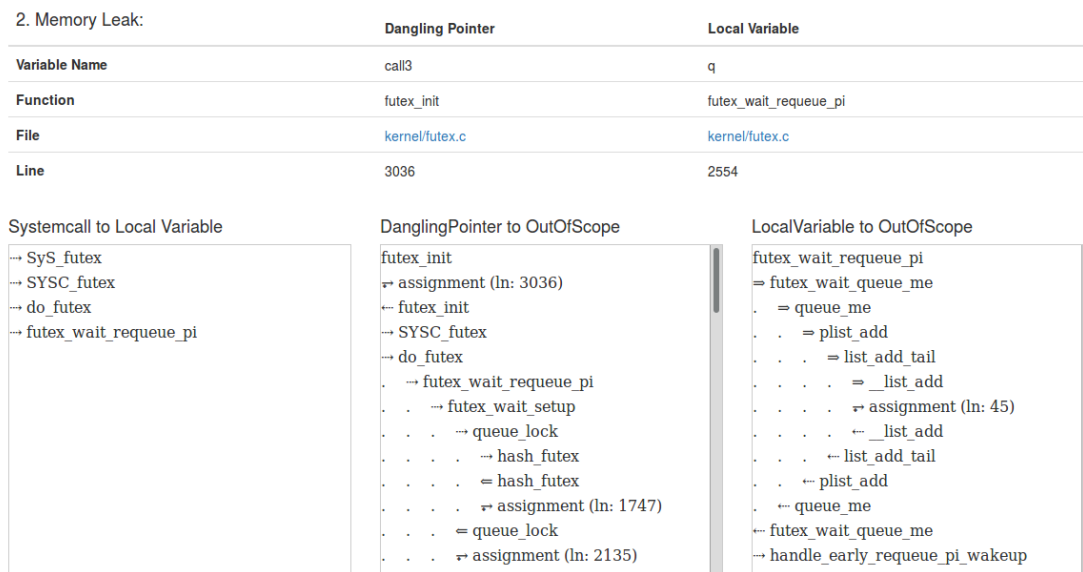 2. Memory Leak:
Dangling Pointer Local Variable
Variable Name call3 q
Function futex_init futex_wait_requeue_pi
File kernel/futex.c kernel/futex.c
Line 3036 2554
Systemcall to Local Variable
⤏ SyS_futex
⤏ SYSC_futex
⤏ do_futex
⤏ futex_wait_requeue_pi
DanglingPointer to OutOfScope
futex_init
⥅ assignment (ln: 3036)
⤎ futex_init
⤏ SYSC_futex
⤏ do_futex
. ⤏ futex_wait_requeue_pi
. . ⤏ futex_wait_setup
. . . ⤏ queue_lock
. . . . ⤏ hash_futex
. . . . ⇐ hash_futex
. . . . ⥅ assignment (ln: 1747)
. . . ⇐ queue_lock
. . . ⥅ assignment (ln: 2135)
LocalVariable to OutOfScope
futex_wait_requeue_pi
⇒ futex_wait_queue_me
. ⇒ queue_me
. . ⇒ plist_add
. . . ⇒ list_add_tail
. . . . ⇒ __list_add
. . . . ⥅ assignment (ln: 45)
. . . . ⤎ __list_add
. . . ⤎ list_add_tail
. . ⤎ plist_add
. ⤎ queue_me
⤎ futex_wait_queue_me
⤏ handle_early_requeue_pi_wakeup